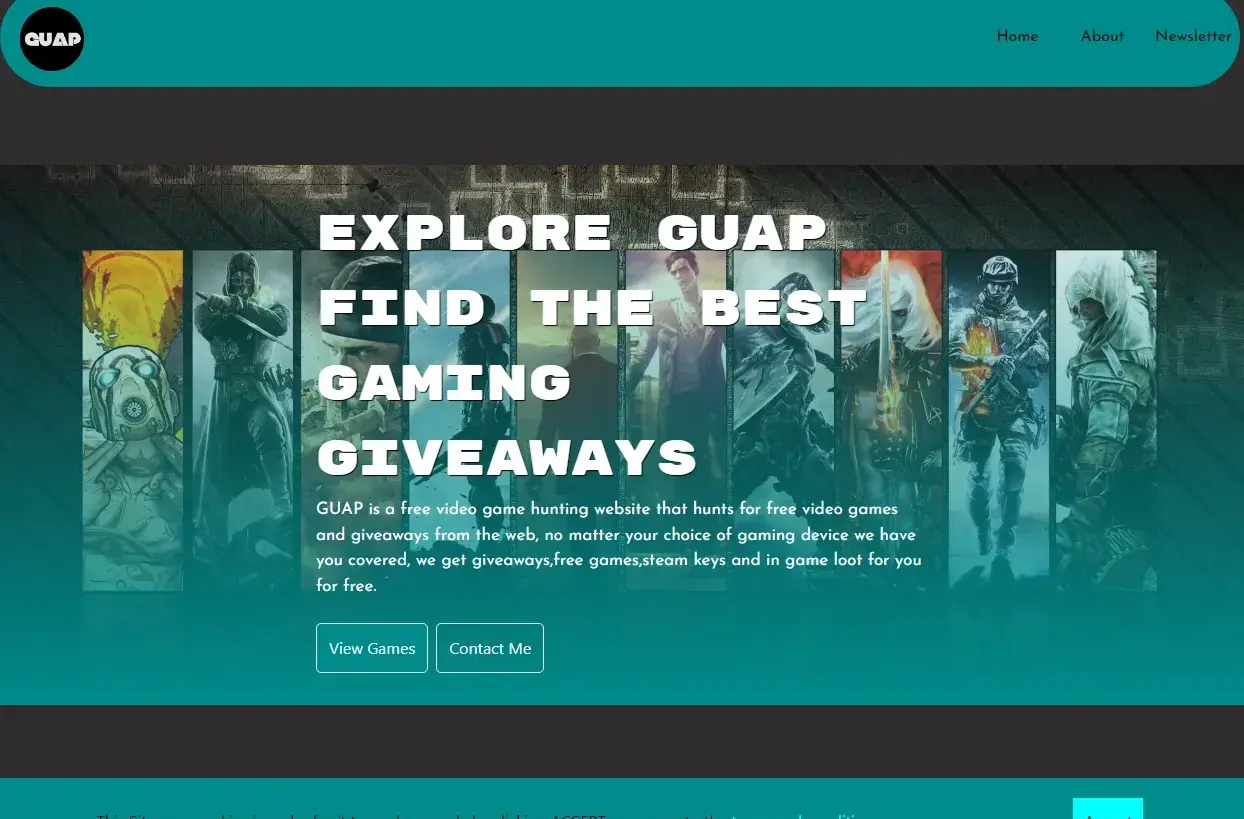 GUAP
Home About Newsletter
EXPLORE GUAP
FIND THE BEST
GAMING
GIVEAWAYS
GUAP is a free video game hunting website that hunts for free video games
and giveaways from the web, no matter your choice of gaming device we have
you covered, we get giveaways,free games,steam keys and in game loot for you
for free.
View Games Contact Me
This Site ACCEPT